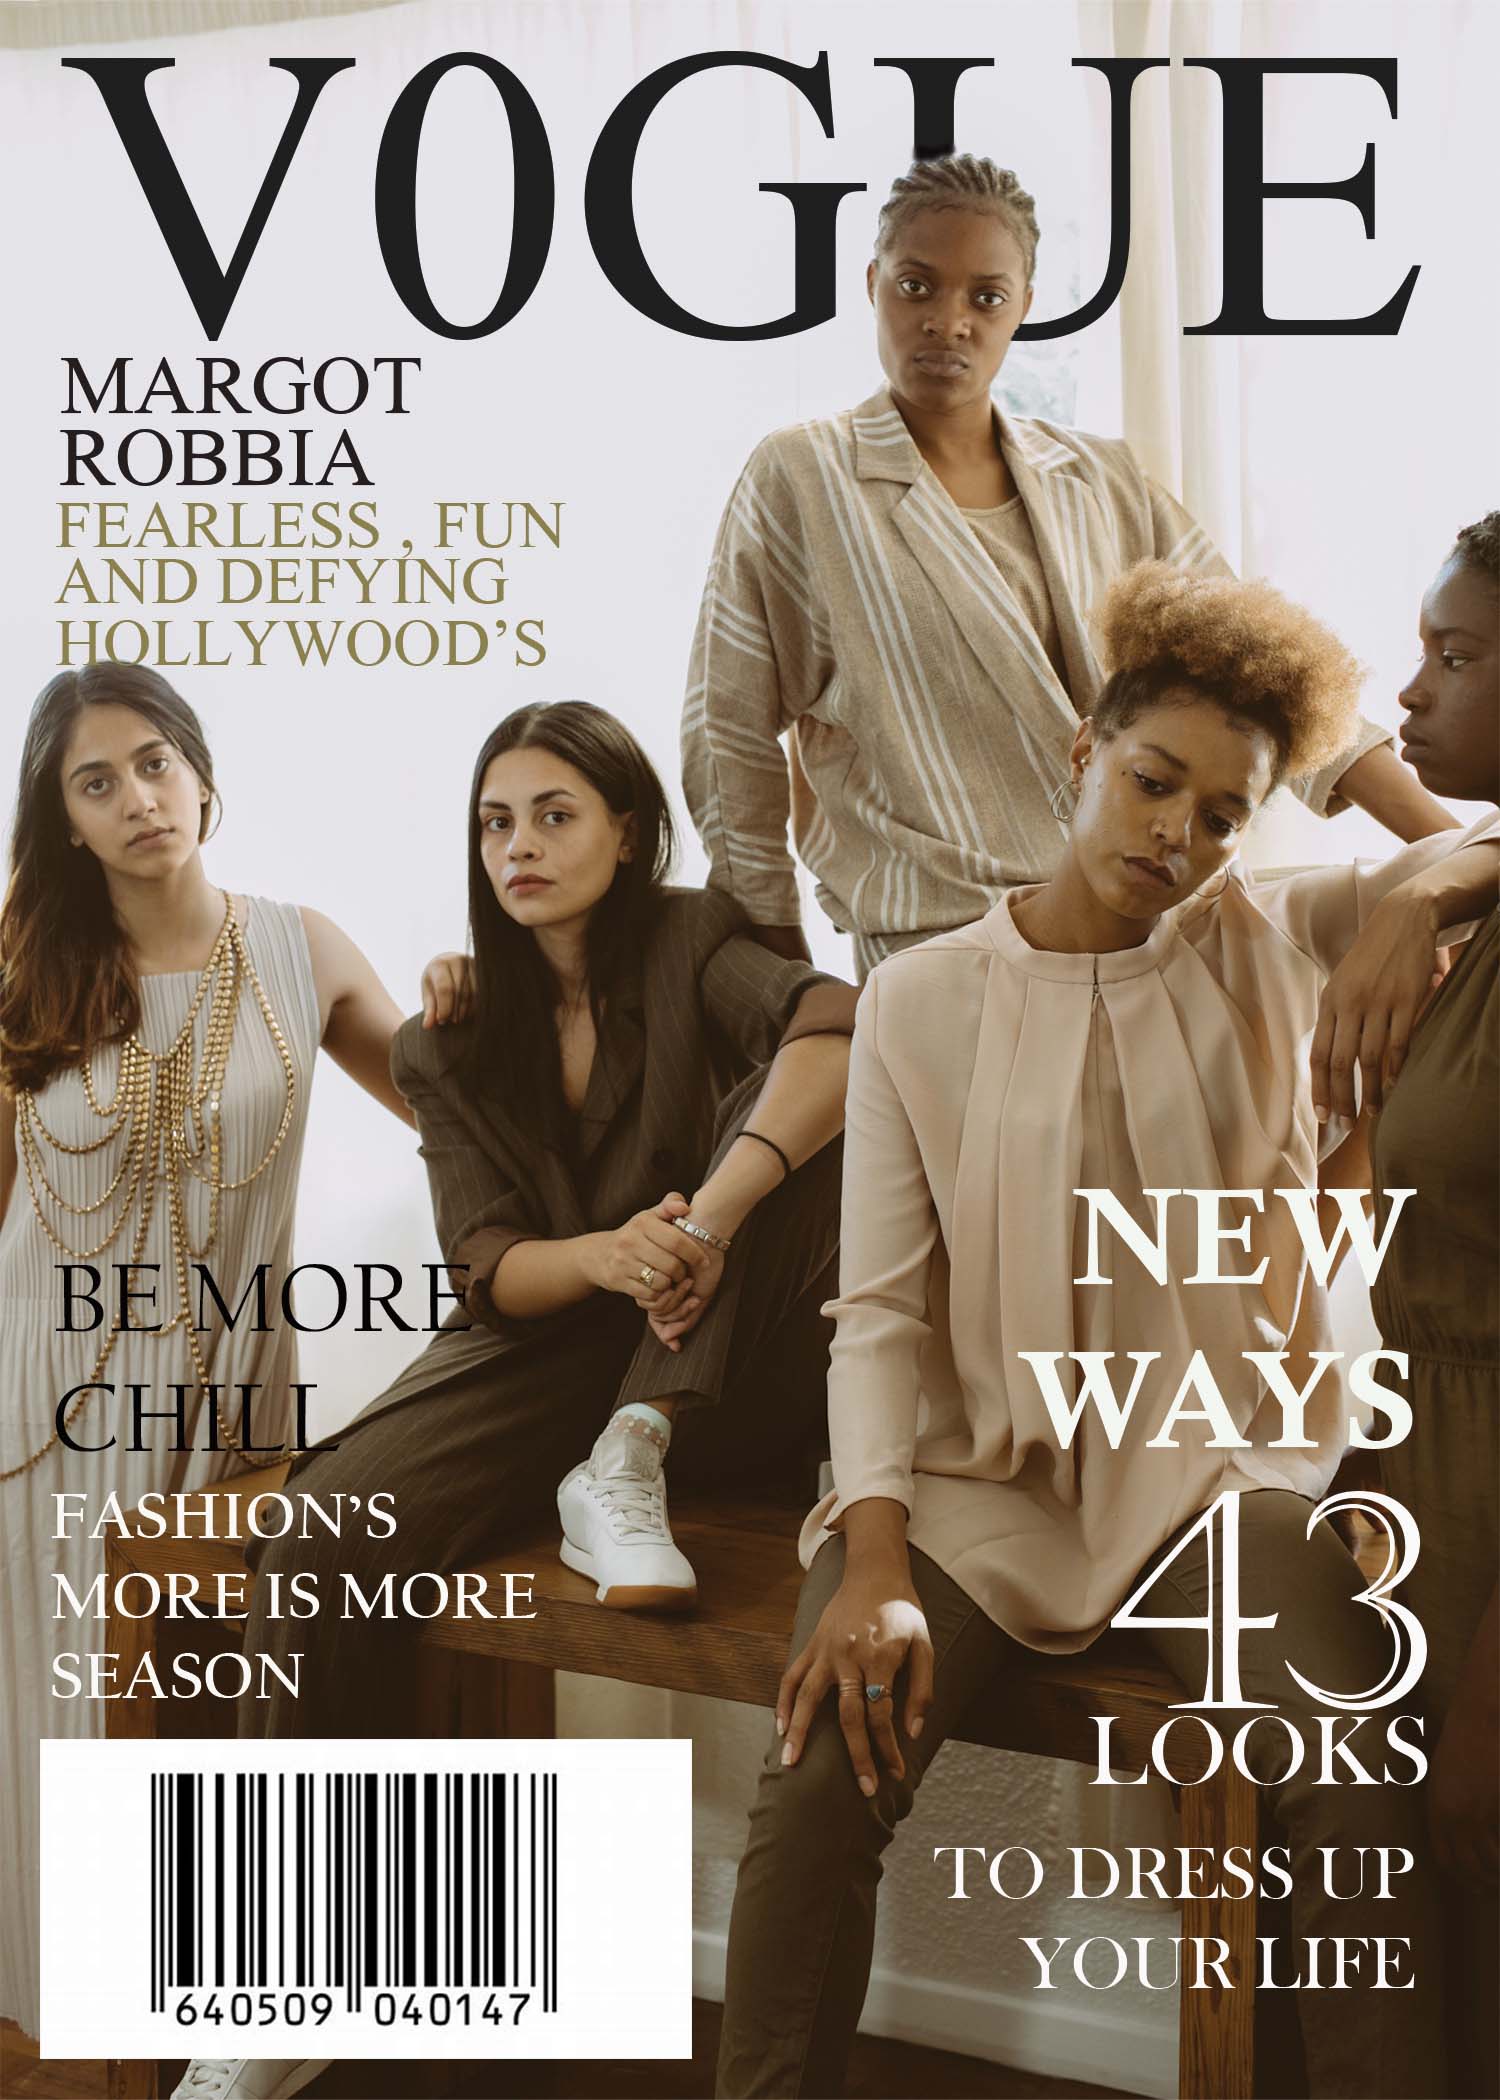 V0GUE
MARGOT
ROBBIA
FEARLESS , FUN
AND DEFYING
HOLLYWOOD’S
BE MORE
CHILL
FASHION’S
MORE IS MORE
SEASON
640509 040147
NEW
WAYS
43
LOOKS
TO DRESS UP
YOUR LIFE